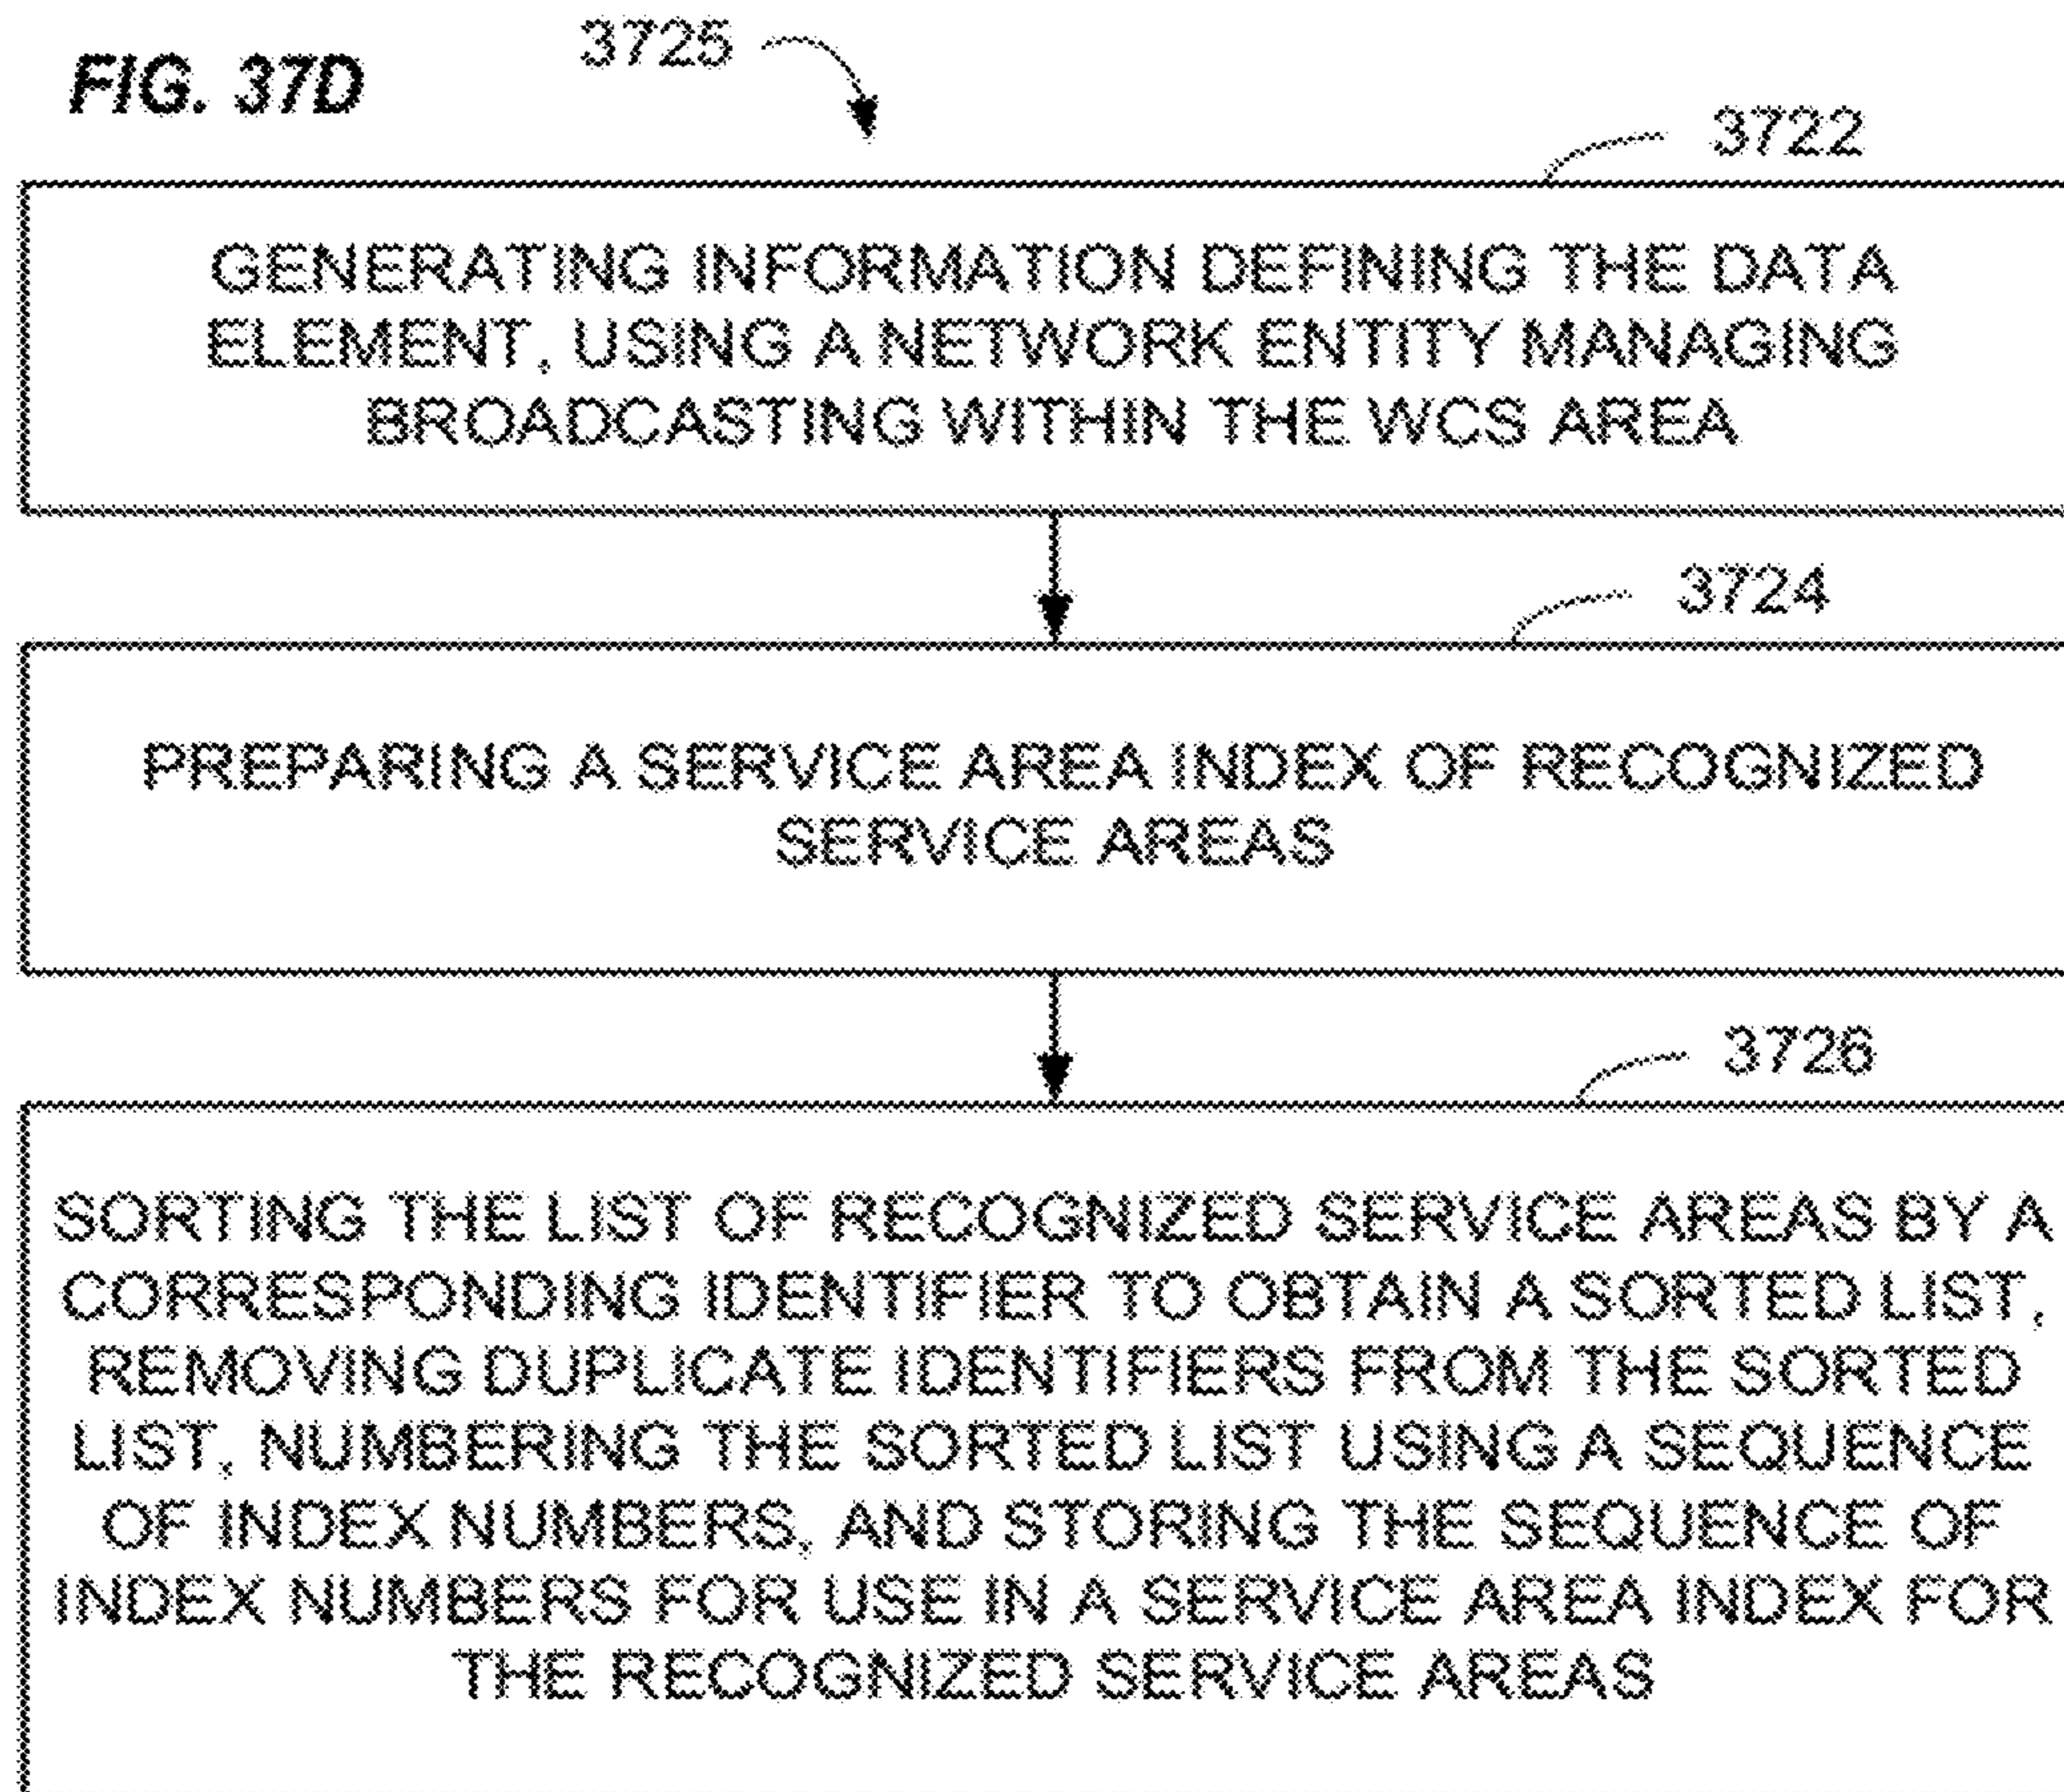 FIG. 37D
3725
3722
GENERATING INFORMATION DEFINING THE DATA
ELEMENT, USING A NETWORK ENTITY MANAGING
BROADCASTING WITHIN THE WCS AREA
3724
PREPARING A SERVICE AREA INDEX OF RECOGNIZED
SERVICE AREAS
3726
SORTING THE LIST OF RECOGNIZED SERVICE AREAS BY A
CORRESPONDING IDENTIFIER TO OBTAIN A SORTED LIST,
REMOVING DUPLICATE IDENTIFIERS FROM THE SORTED
LIST, NUMBERING THE SORTED LIST USING A SEQUENCE
OF INDEX NUMBERS, AND STORING THE SEQUENCE OF
INDEX NUMBERS FOR USE IN A SERVICE AREA INDEX FOR
THE RECOGNIZED SERVICE AREAS